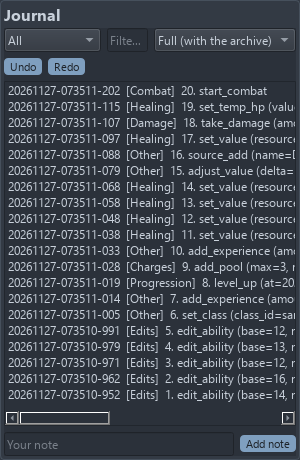 Journal
All Filte... Full (with the archive)
Undo Redo
20261127-073511-202 [Combat] 20. start_combat
20261127-073511-115 [Healing] 19. set_temp_hp (valu
20261127-073511-107 [Damage] 18. take_damage (amo
20261127-073511-097 [Healing] 17. set_value (resourc
20261127-073511-088 [Other] 16. source_add (name=D
20261127-073511-079 [Other] 15. adjust_value (delta=
20261127-073511-068 [Healing] 14. set_value (resourc
20261127-073511-058 [Healing] 13. set_value (resourc
20261127-073511-048 [Healing] 12. set_value (resourc
20261127-073511-038 [Healing] 11. set_value (resourc
20261127-073511-033 [Other] 10. add_experience (amo
20261127-073511-028 [Charges] 9. add_pool (max=3, r
20261127-073511-019 [Progression] 8. level_up (at=20
20261127-073511-014 [Other] 7. add_experience (amou
20261127-073511-006 [Other] 6. set_class (class_id=sar
20261127-073510-991 [Edits] 5. edit_ability (base=12, r
20261127-073510-979 [Edits] 4. edit_ability (base=13, r
20261127-073510-971 [Edits] 3. edit_ability (base=12, r
20261127-073510-962 [Edits] 2. edit_ability (base=16, r
20261127-073510-952 [Edits] 1. edit_ability (base=14, r
Your note Add note